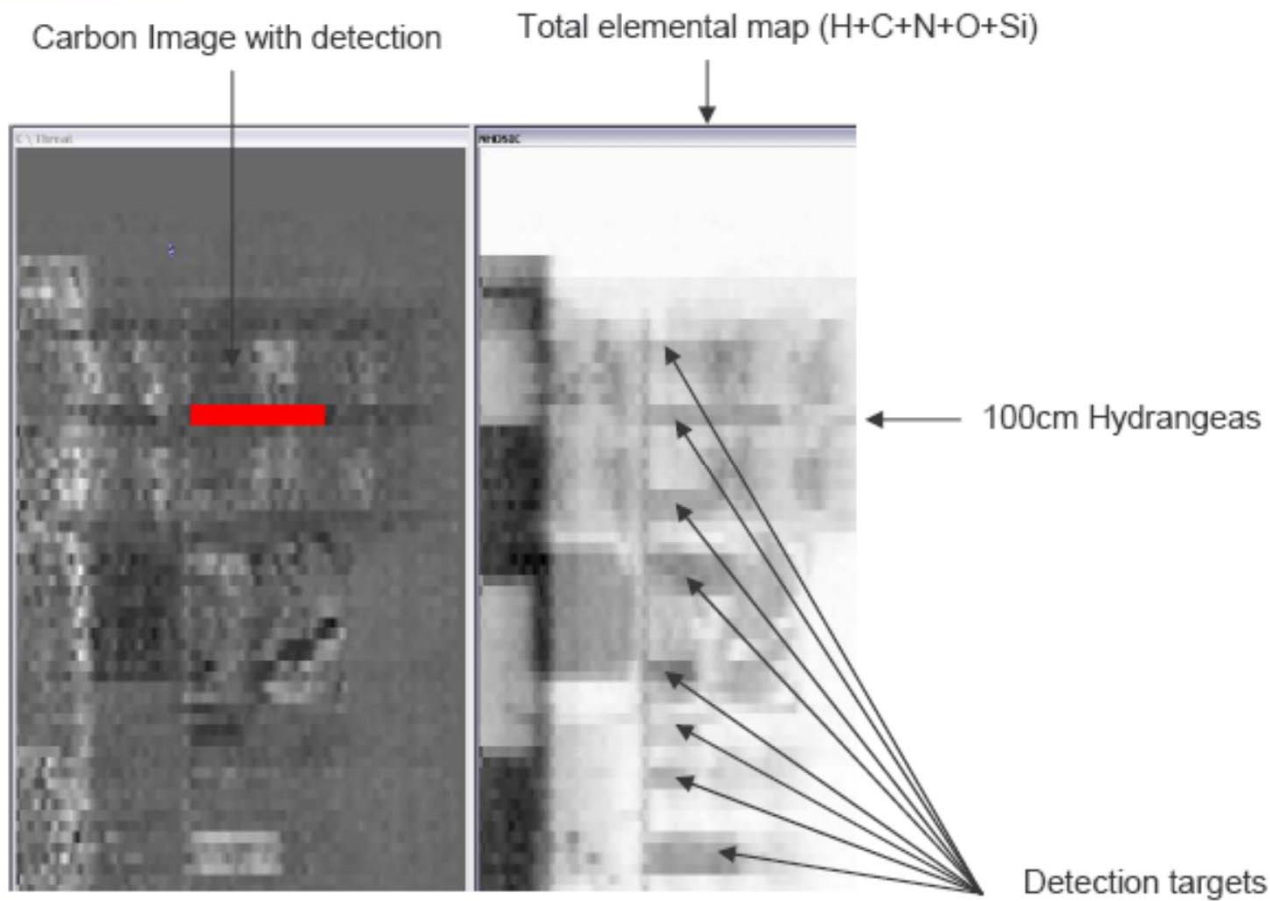 Carbon Image with detection
Total elemental map (H+C+N+O+Si)
100cm Hydrangeas
Detection targets